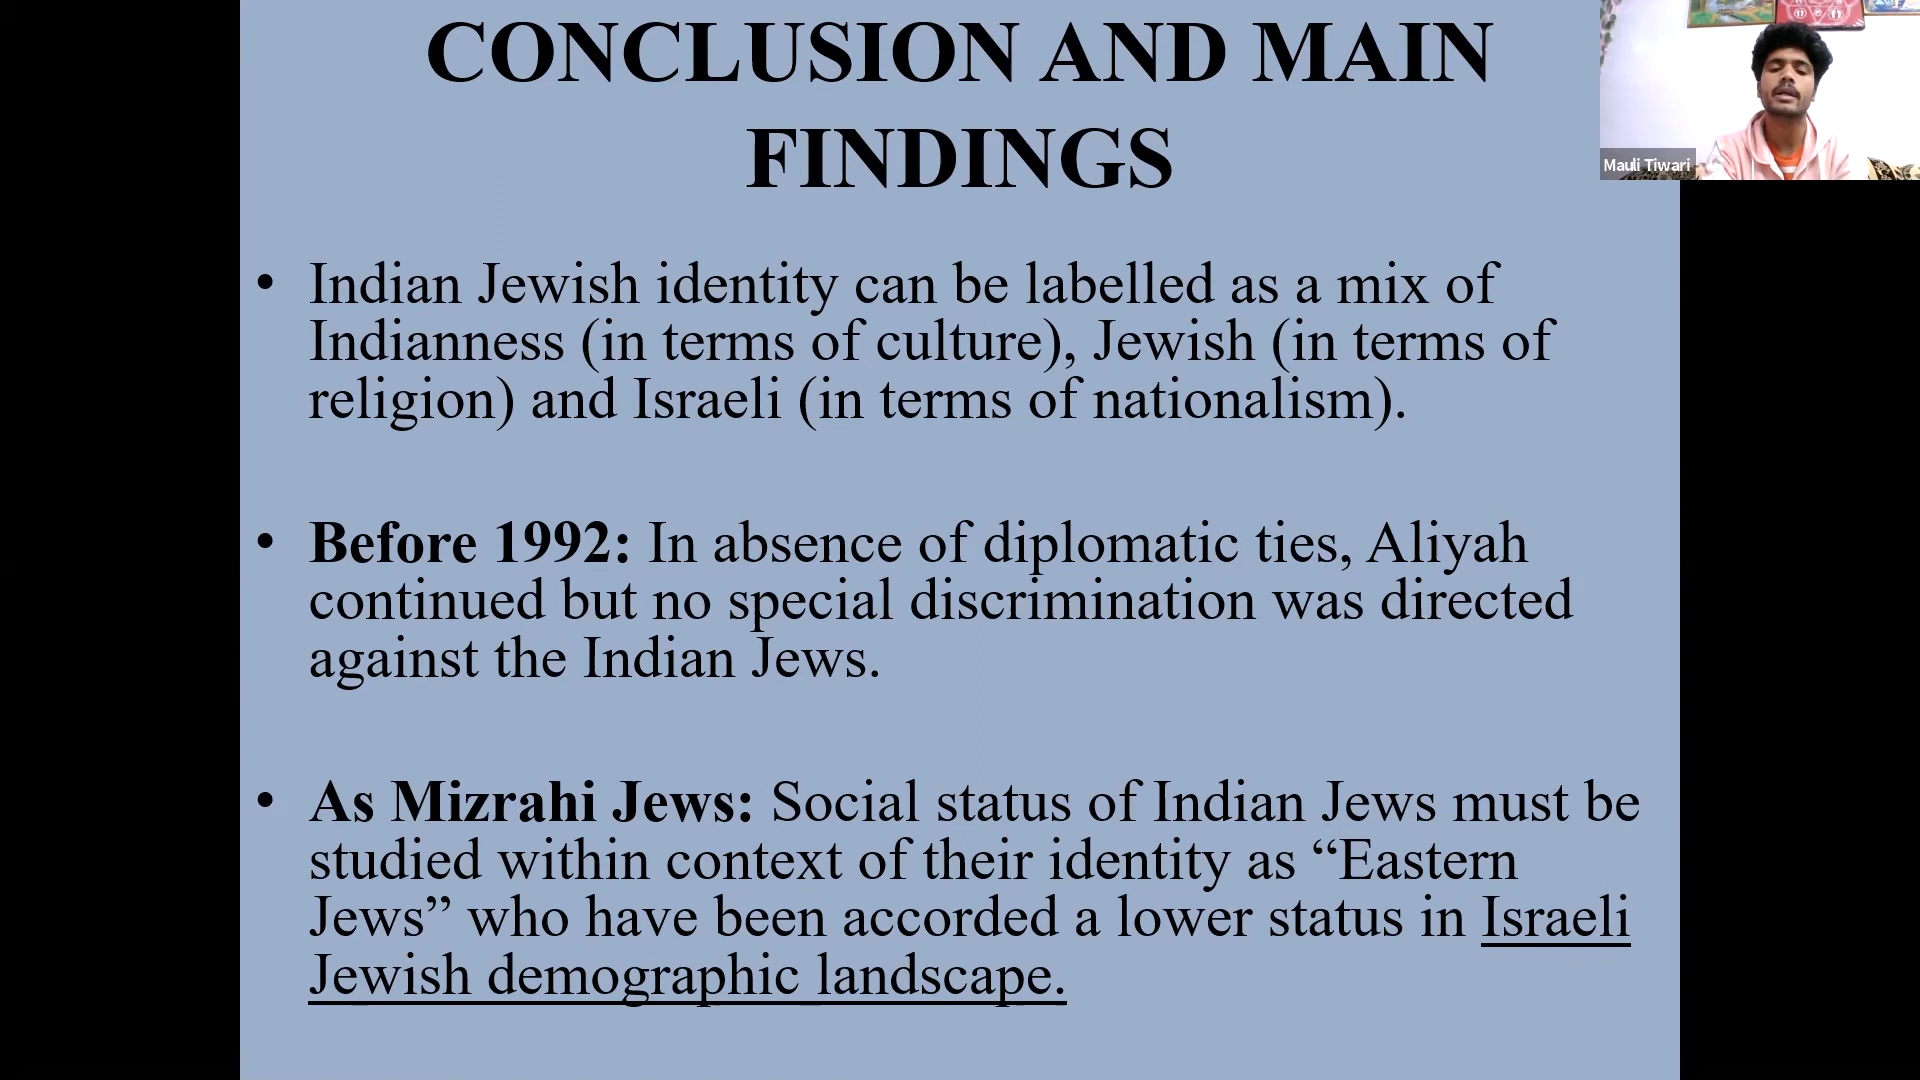 CONCLUSION AND MAIN
FINDINGS
Mauli Tiwari
• Indian Jewish identity can be labelled as a mix of
Indianness (in terms of culture), Jewish (in terms of
religion) and Israeli (in terms of nationalism).
• Before 1992: In absence of diplomatic ties, Aliyah
continued but no special discrimination was directed
against the Indian Jews.
• As Mizrahi Jews: Social status of Indian Jews must be
studied within context of their identity as “Eastern
Jews” who have been accorded a lower status in Israeli
Jewish demographic landscape.